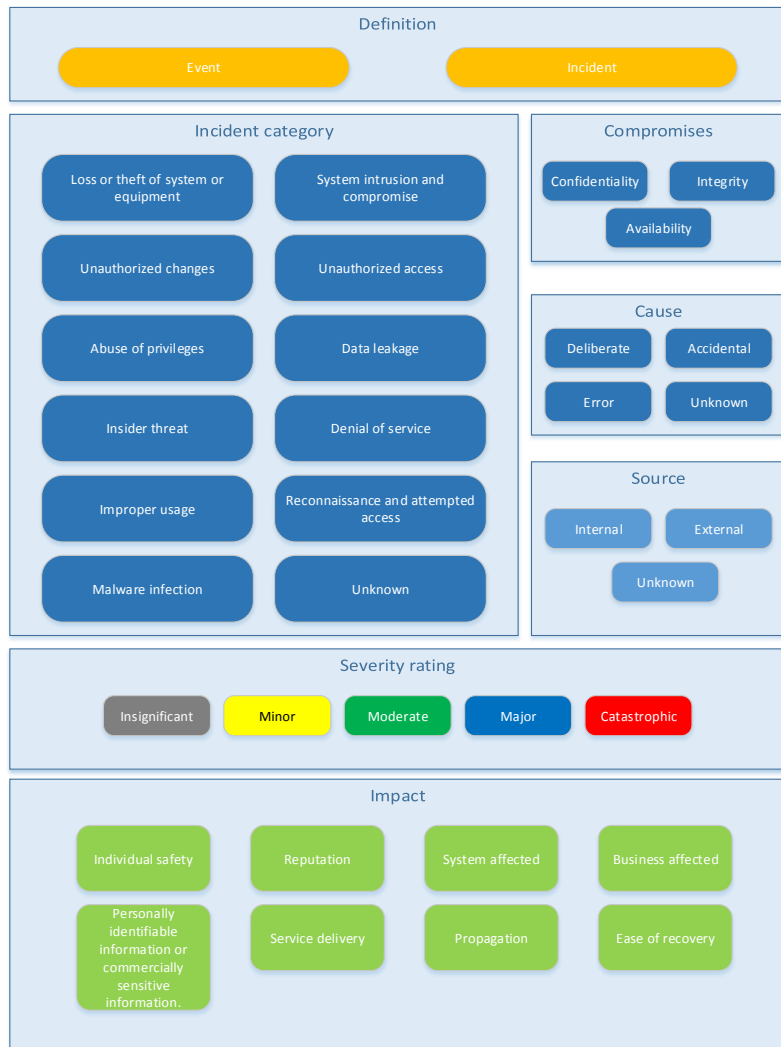 Definition
Event
Incident
Incident category
Loss or theft of system or
equipment
System intrusion and
compromise
Unauthorized changes
Unauthorized access
Abuse of privileges
Data leakage
Insider threat
Denial of service
Improper usage
Reconnaissance and attempted
access
Malware infection
Unknown
Compromises
Confidentiality
Integrity
Availability
Cause
Deliberate
Accidental
Error
Unknown
Source
Internal
External
Unknown
Severity rating
Insignificant
Minor
Moderate
Major
Catastrophic
Impact
Individual safety
Reputation
System affected
Business affected
Personally
identifiable
information or
commercially
sensitive
information.
Service delivery
Propagation
Ease of recovery